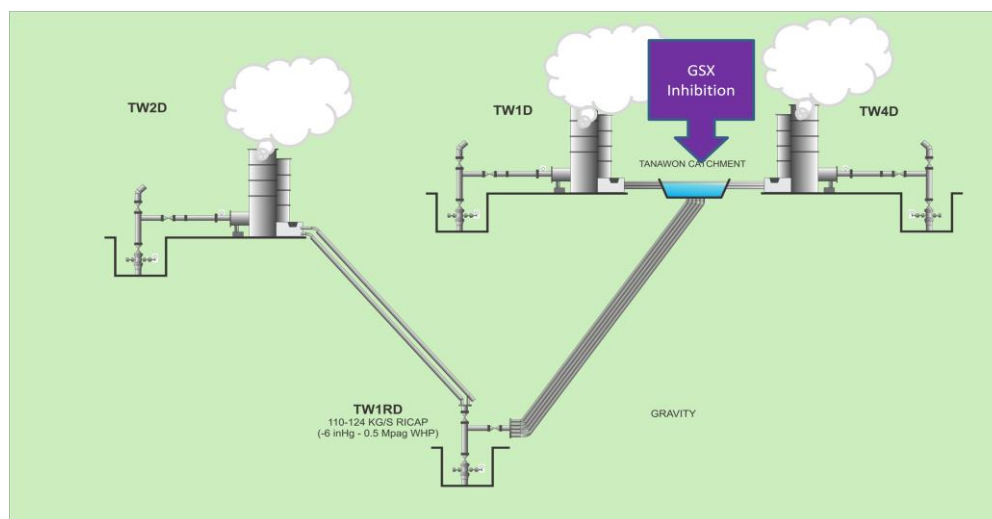 GSX
Inhibition
TW2D
TW1D
TW4D
TANAWON CATCHMENT
TW1RD
110-124 KG/S RICAP
(-6 inHg - 0.5 Mpag WHP)
GRAVITY